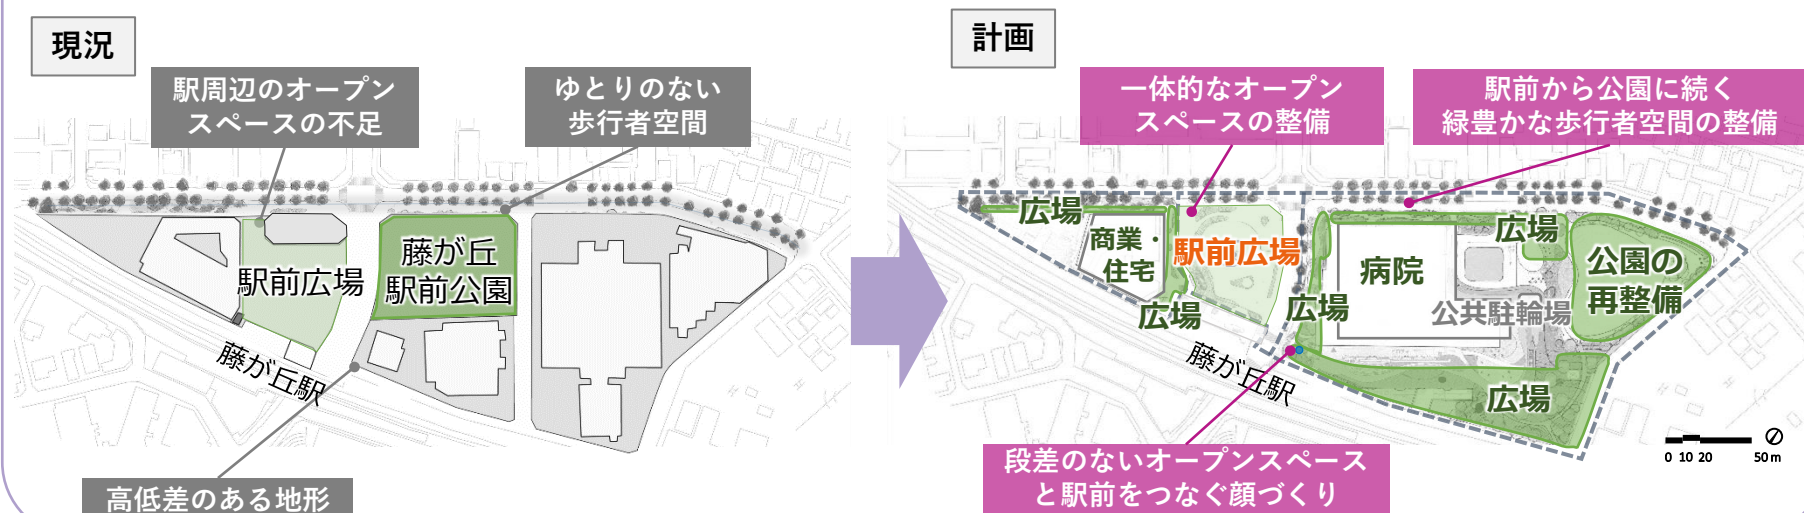 現況
駅周辺のオープン
スペースの不足
ゆとりのない
歩行者空間
駅前広場
藤が丘
駅前公園
藤が丘駅
高低差のある地形
計画
一体的なオープン
スペースの整備
駅前から公園に続く
緑豊かな歩行者空間の整備
広場
商業・
住宅
駅前広場
広場
広場
病院
広場
公園の
再整備
公共駐輪場
藤が丘駅
広場
段差のないオープンスペース
と駅前をつなぐ顔づくり
0 10 20 50m